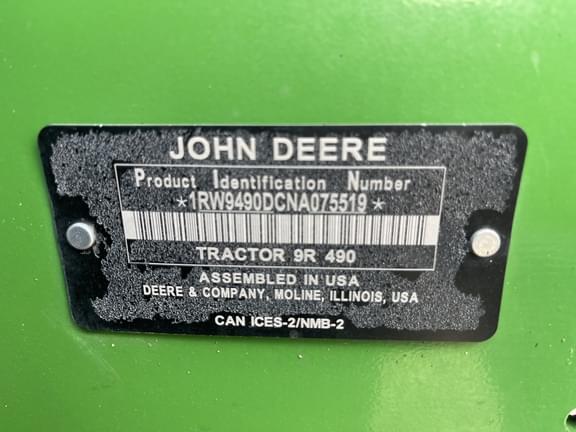 JOHN DEERE
Product Identification Number
*1RW9490DCNA075519*
TRACTOR 9R 490
ASSEMBLED IN USA
DEERE & COMPANY, MOLINE, ILLINOIS, USA
CAN ICES-2/NMB-2